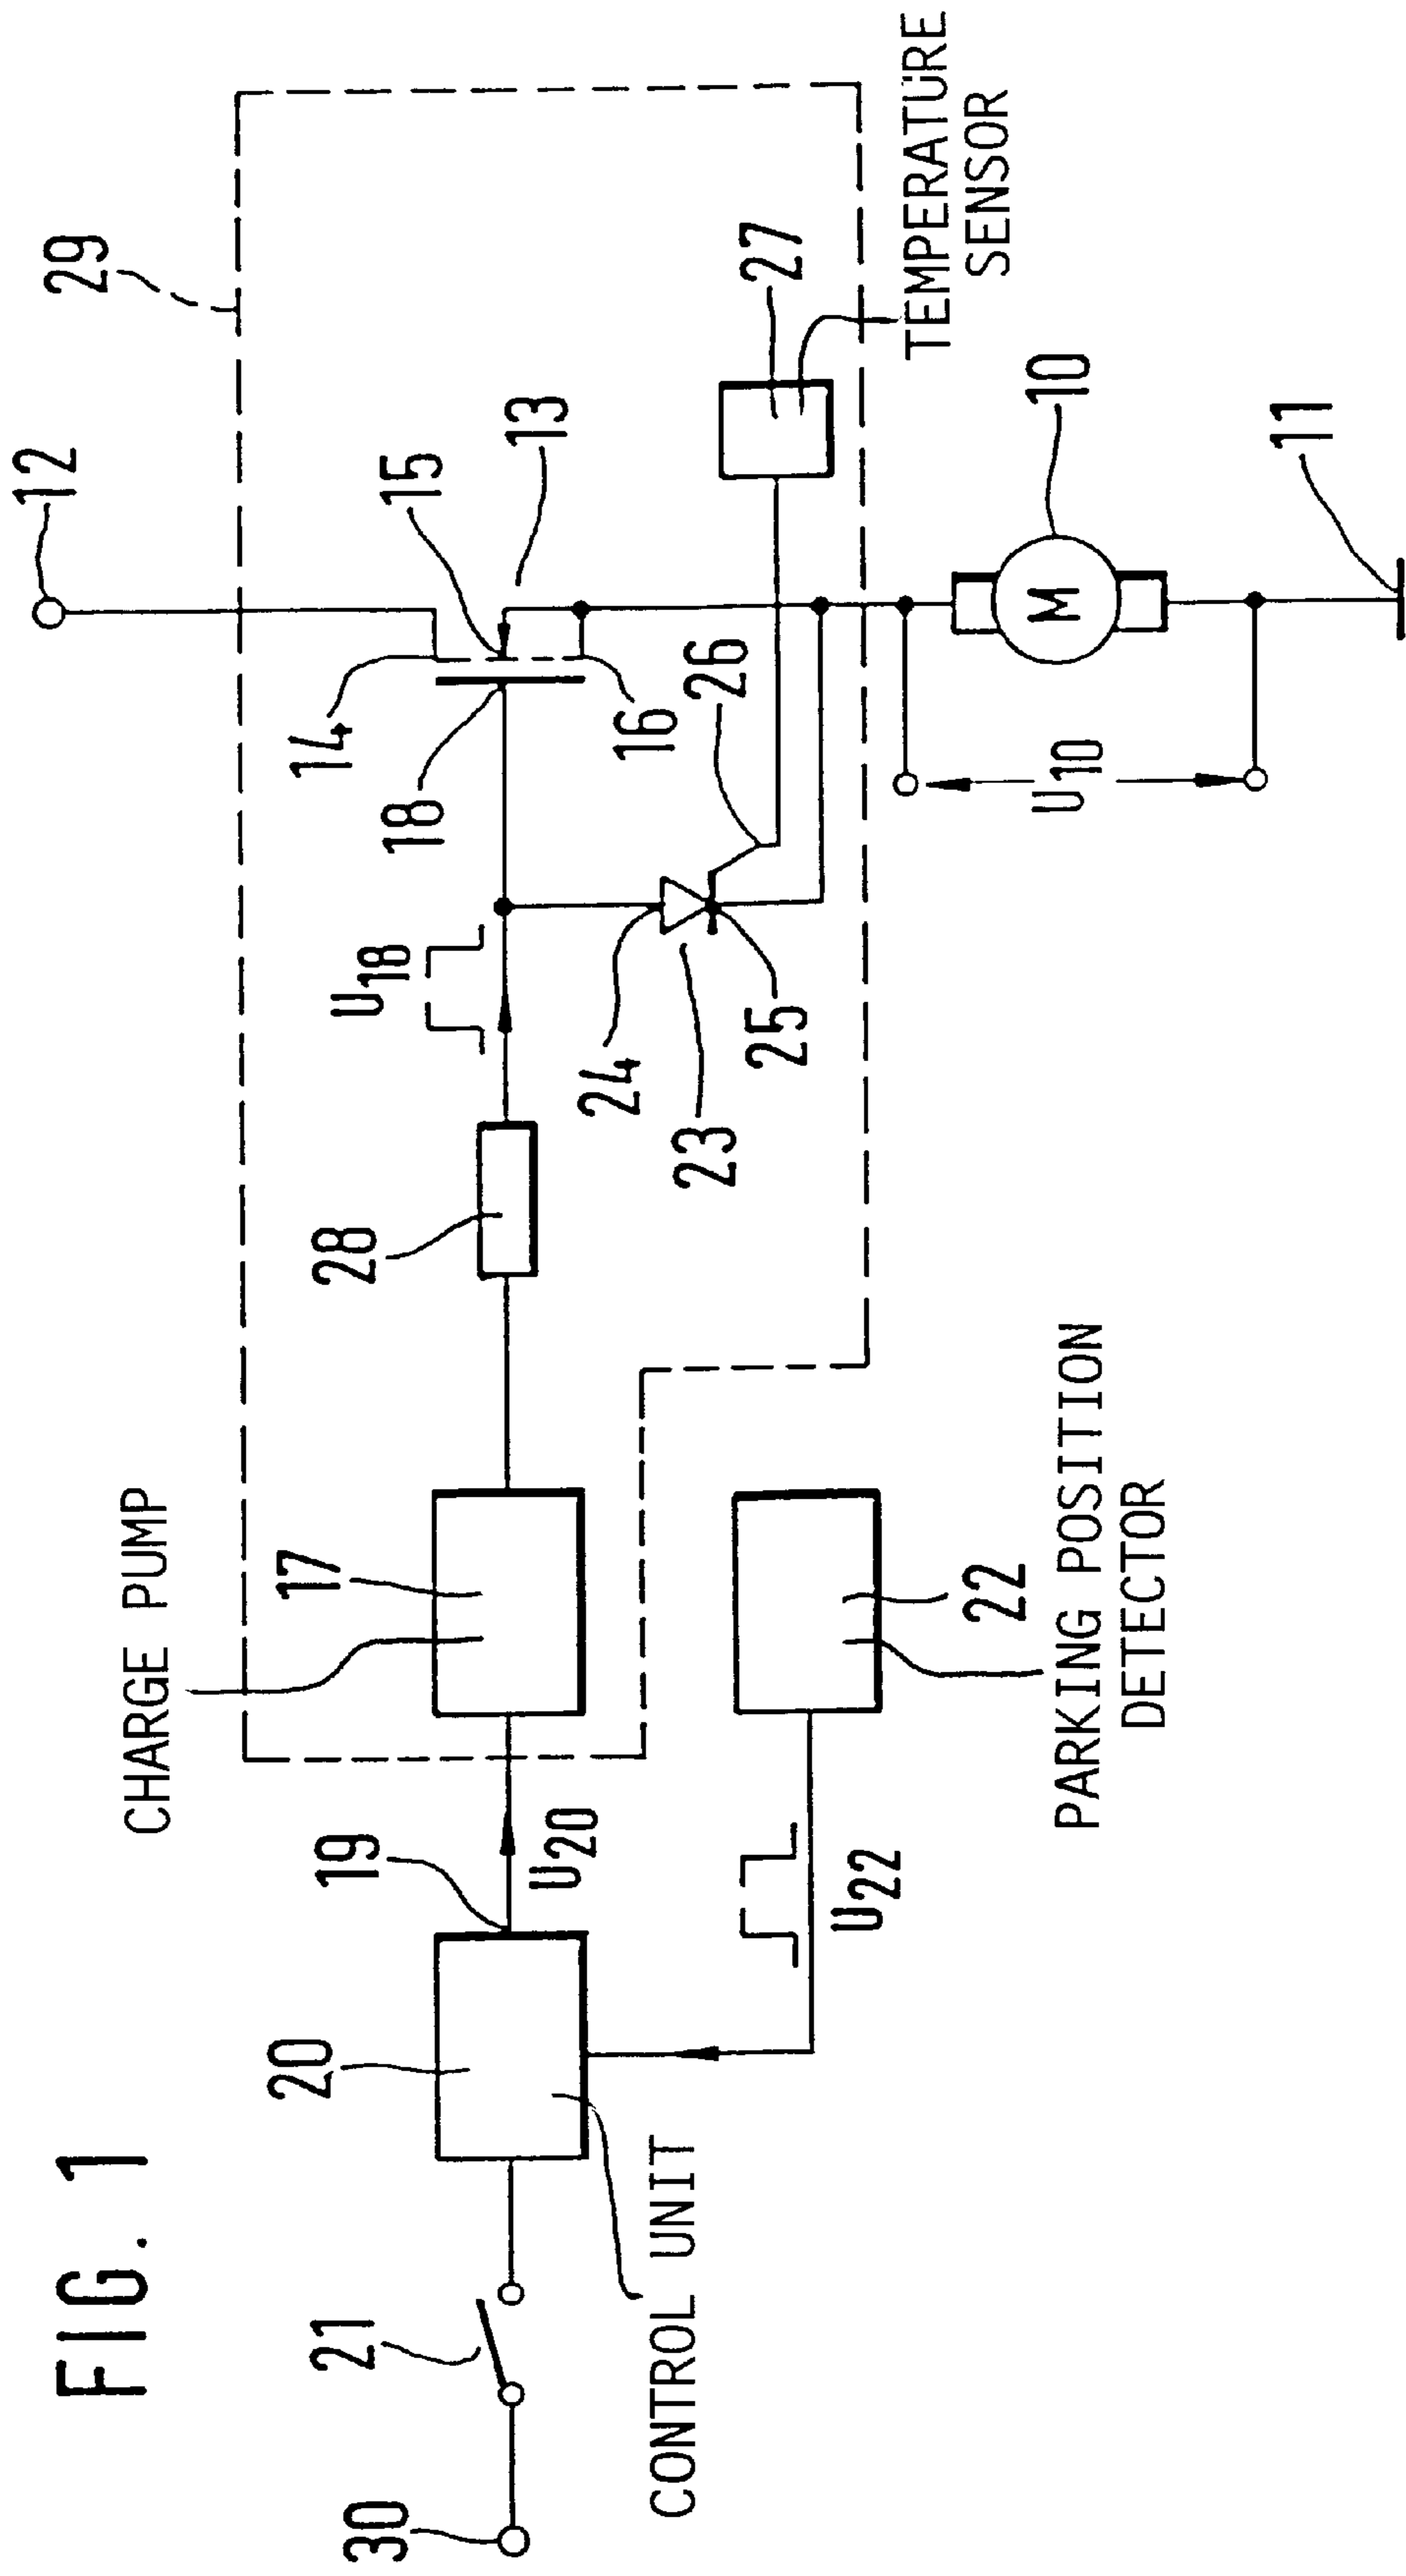 FIG. 1
29
12
CHARGE PUMP
17
28
U18
18
14
15
13
16
26
27
TEMPERATURE
SENSOR
24
23
25
30
21
20
19
U20
CONTROL UNIT
U22
22
PARKING POSITION
DETECTOR
U10
M
10
11